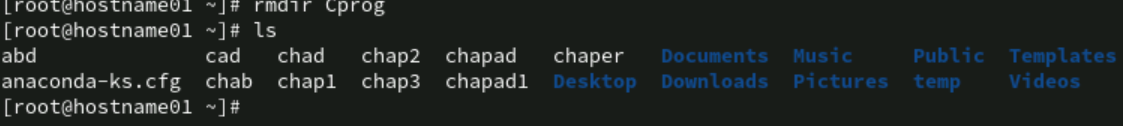 [root@hostname01 ~]# rmdir Cprog
[root@hostname01 ~]# ls
abd cad chad chap2 chapad chaper Documents Music Public Templates
anaconda-ks.cfg chab chap1 chap3 chapad1 Desktop Downloads Pictures temp Videos
[root@hostname01 ~]#